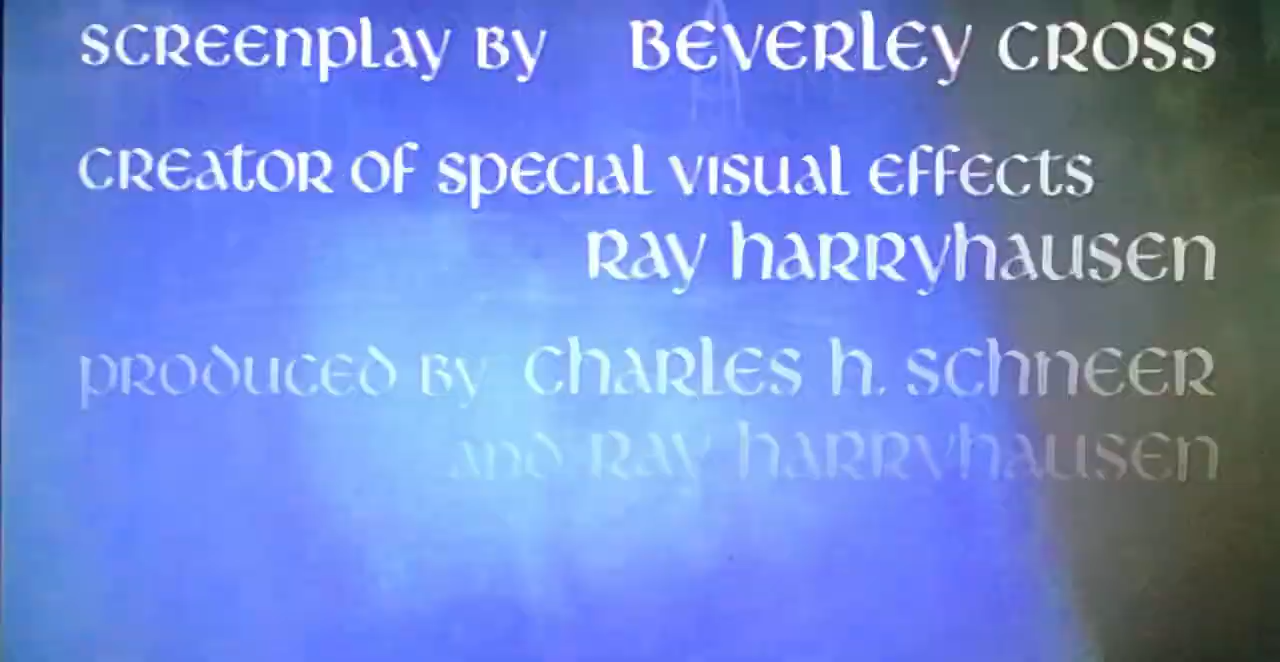 SCREENPLAY BY BEVERLEY CROSS
CREATOR OF SPECIAL VISUAL EFFECTS
RAY HARRYHAUSEN
PRODUCED BY CHARLES H. SCHNEER
AND RAY HARRYHAUSEN